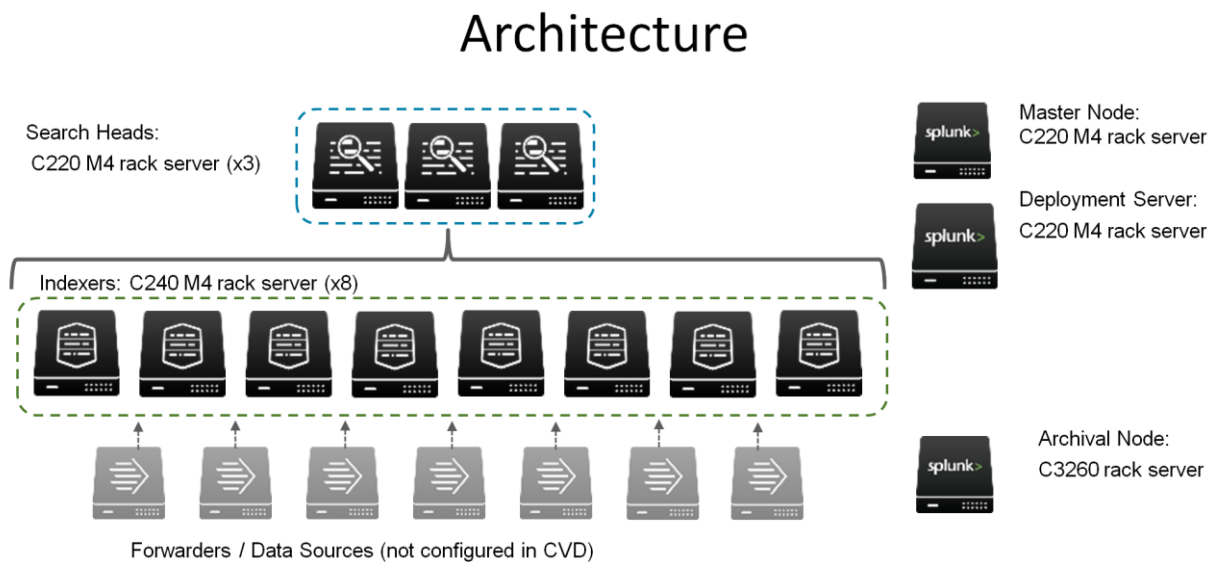 Architecture
Search Heads:
C220 M4 rack server (x3)
Indexers: C240 M4 rack server (x8)
Forwarders / Data Sources (not configured in CVD)
splunk>
Master Node:
C220 M4 rack server
splunk>
Deployment Server:
C220 M4 rack server
splunk>
Archival Node:
C3260 rack server